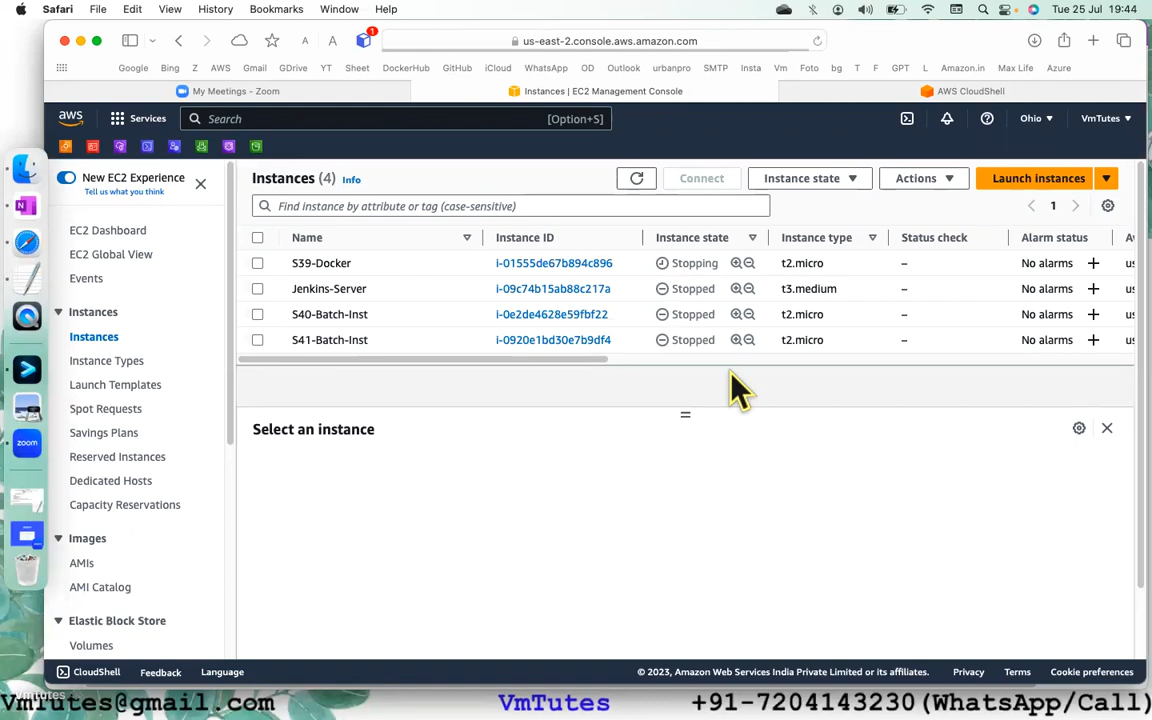 Safari File Edit View History Bookmarks Window Help Tue 25 Jul 19:44
A A 1 us-east-2.console.aws.amazon.com
Google Bing Z AWS Gmail GDrive YT Sheet DockerHub GitHub iCloud WhatsApp OD Outlook urbanpro SMTP Insta Vm Foto bg T F GPT L Amazon.in Max Life Azure
My Meetings - Zoom Instances | EC2 Management Console AWS CloudShell
aws Services Search [Option+S] Ohio VmTutes
New EC2 Experience
Tell us what you think
Instances (4) Info Connect Instance state Actions Launch instances
Find instance by attribute or tag (case-sensitive) 1
Name Instance ID Instance state Instance type Status check Alarm status
S39-Docker i-01555de67b894c896 Stopping t2.micro – No alarms us
Jenkins-Server i-09c74b15ab88c217a Stopped t3.medium – No alarms us
S40-Batch-Inst i-0e2de4628e59fbf22 Stopped t2.micro – No alarms us
S41-Batch-Inst i-0920e1bd30e7b9df4 Stopped t2.micro – No alarms us
Select an instance
EC2 Dashboard
EC2 Global View
Events
Instances
Instances
Instance Types
Launch Templates
Spot Requests
Savings Plans
Reserved Instances
Dedicated Hosts
Capacity Reservations
Images
AMIs
AMI Catalog
Elastic Block Store
Volumes
zoom
CloudShell Feedback Language © 2023, Amazon Web Services India Private Limited or its affiliates. Privacy Terms Cookie preferences
VmTutes@gmail.com VmTutes +91-7204143230(WhatsApp/Call)